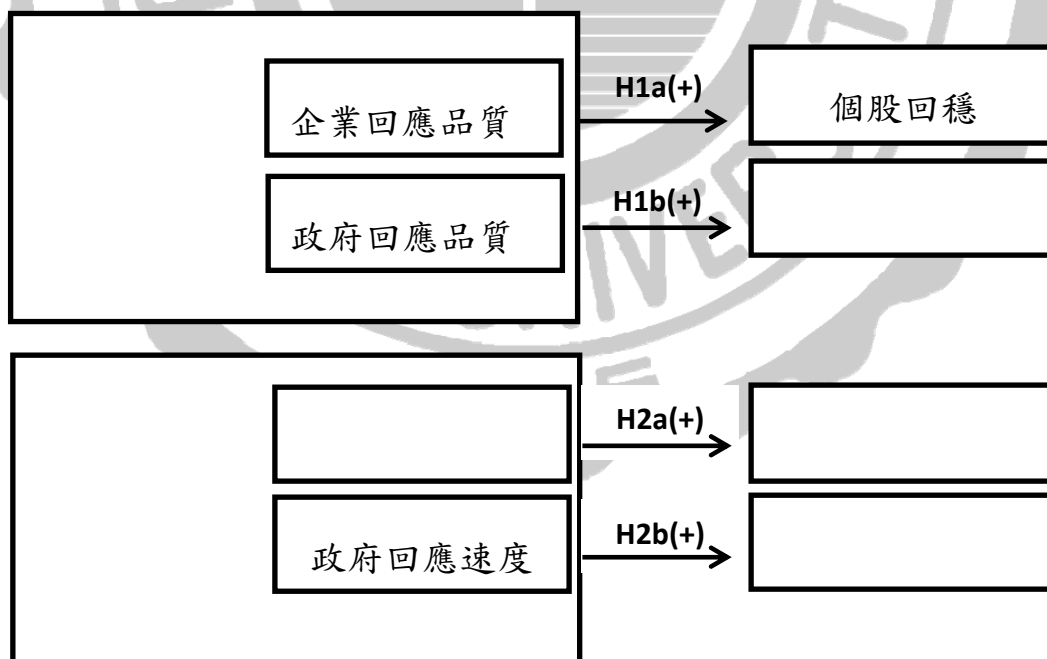 企業回應品質
H1a(+)
個股回穩
政府回應品質
H1b(+)
H2a(+)
政府回應速度
H2b(+)